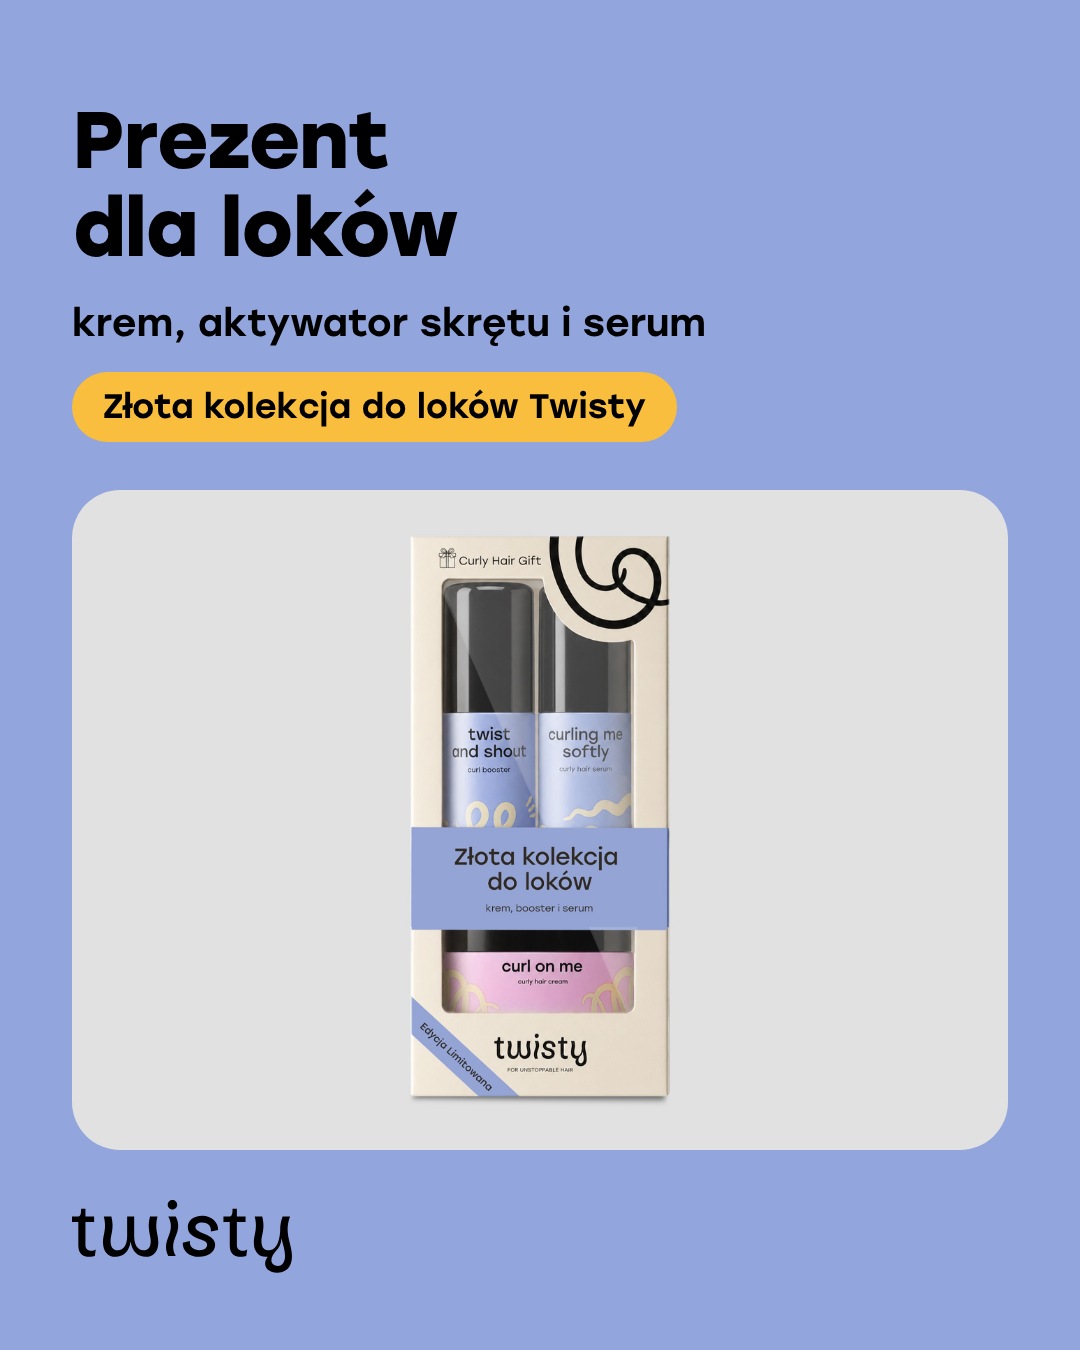 Prezent
dla loków
krem, aktywator skrętu i serum
Złota kolekcja do loków Twisty
Curly Hair Gift
twist
and shout
curl booster
curling me
softly
curly hair serum
Złota kolekcja
do loków
krem, booster i serum
curl on me
curly hair cream
Edycja Limitowana
twisty
FOR UNSTOPPABLE HAIR
twisty